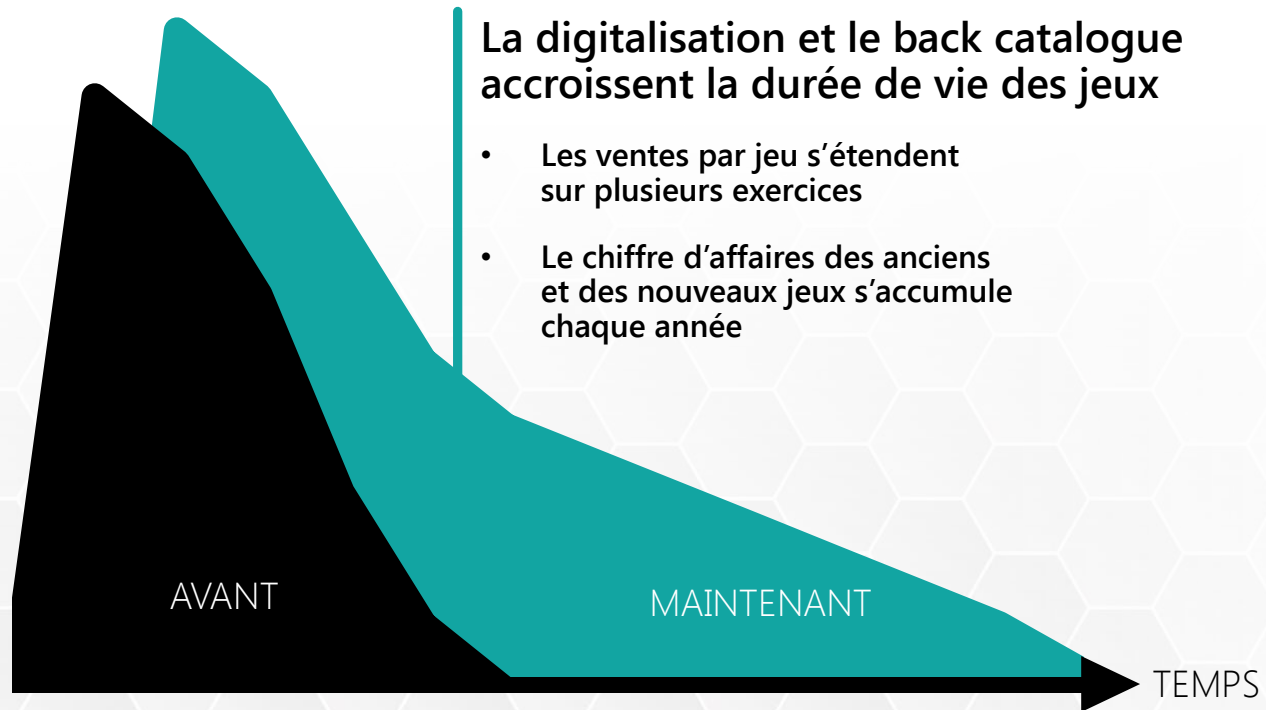 La digitalisation et le back catalogue
accroissent la durée de vie des jeux
• Les ventes par jeu s’étendent
sur plusieurs exercices
• Le chiffre d’affaires des anciens
et des nouveaux jeux s’accumule
chaque année
AVANT
MAINTENANT
TEMPS